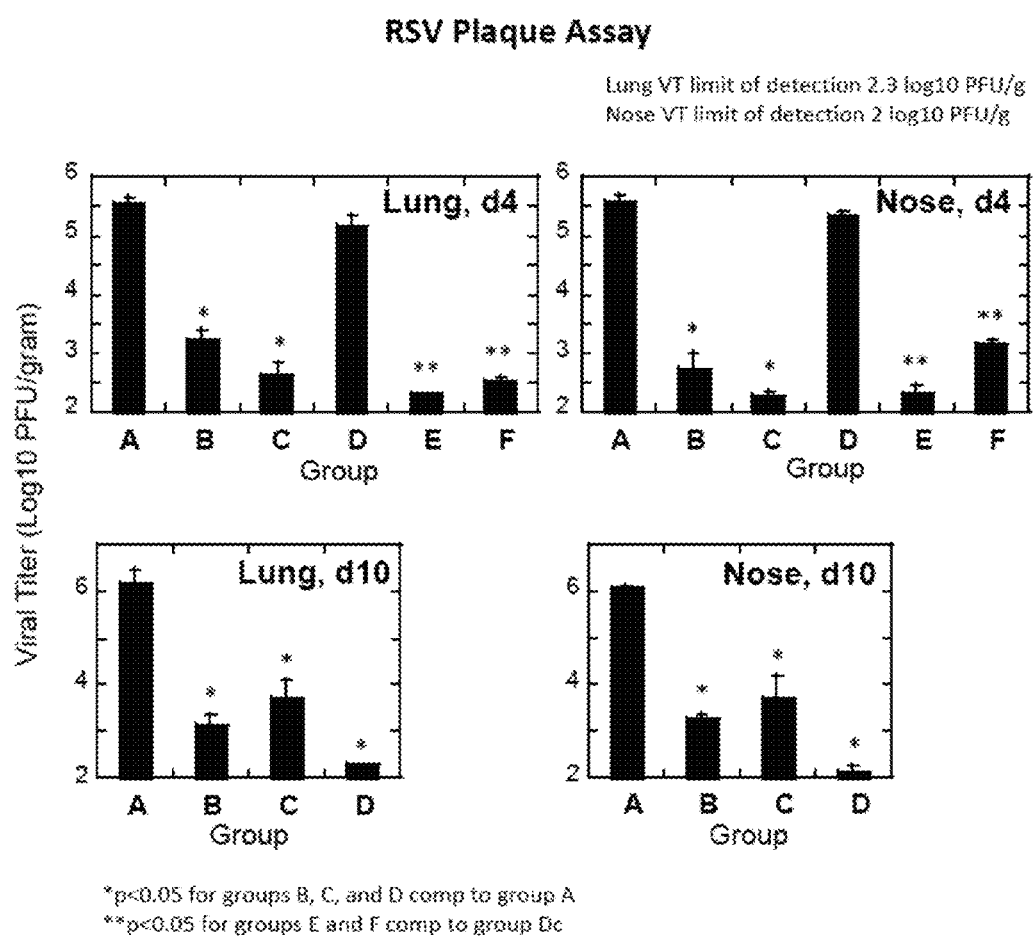 RSV Plaque Assay
Lung VT limit of detection 2.3 log10 PFU/g
Nose VT limit of detection 2 log10 PFU/g
Viral Titer (Log10 PFU/gram)
Lung, d4
6
5
4
3
2
* * ** **
A B C D E F
Group
Nose, d4
6
5
4
3
2
* * ** **
A B C D E F
Group
Lung, d10
6
4
2
* * *
A B C D
Group
Nose, d10
6
4
2
* * *
A B C D
Group
*p<0.05 for groups B, C, and D comp to group A
**p<0.05 for groups E and F comp to group Dc